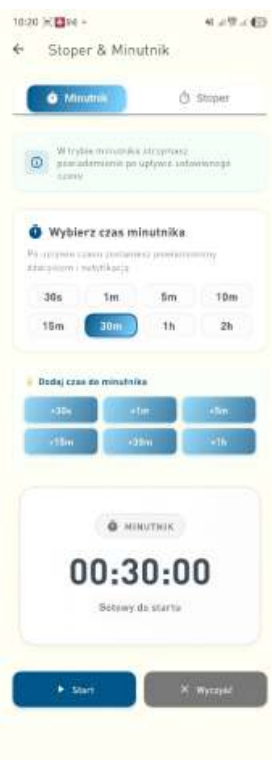 10:20
Stoper & Minutnik
Minutnik
Stoper
W trybie minutnika otrzymasz
powiadomienie po upływie ustawionego
czasu
Wybierz czas minutnika
Po upływie czasu zostaniesz powiadomiony
dzwonkiem i notyfikacją
30s 1m 5m 10m
15m 30m 1h 2h
Dodaj czas do minutnika
+30s +1m +5m
+15m +30m +1h
MINUTNIK
00:30:00
Gotowy do startu
Start
Wyczyść